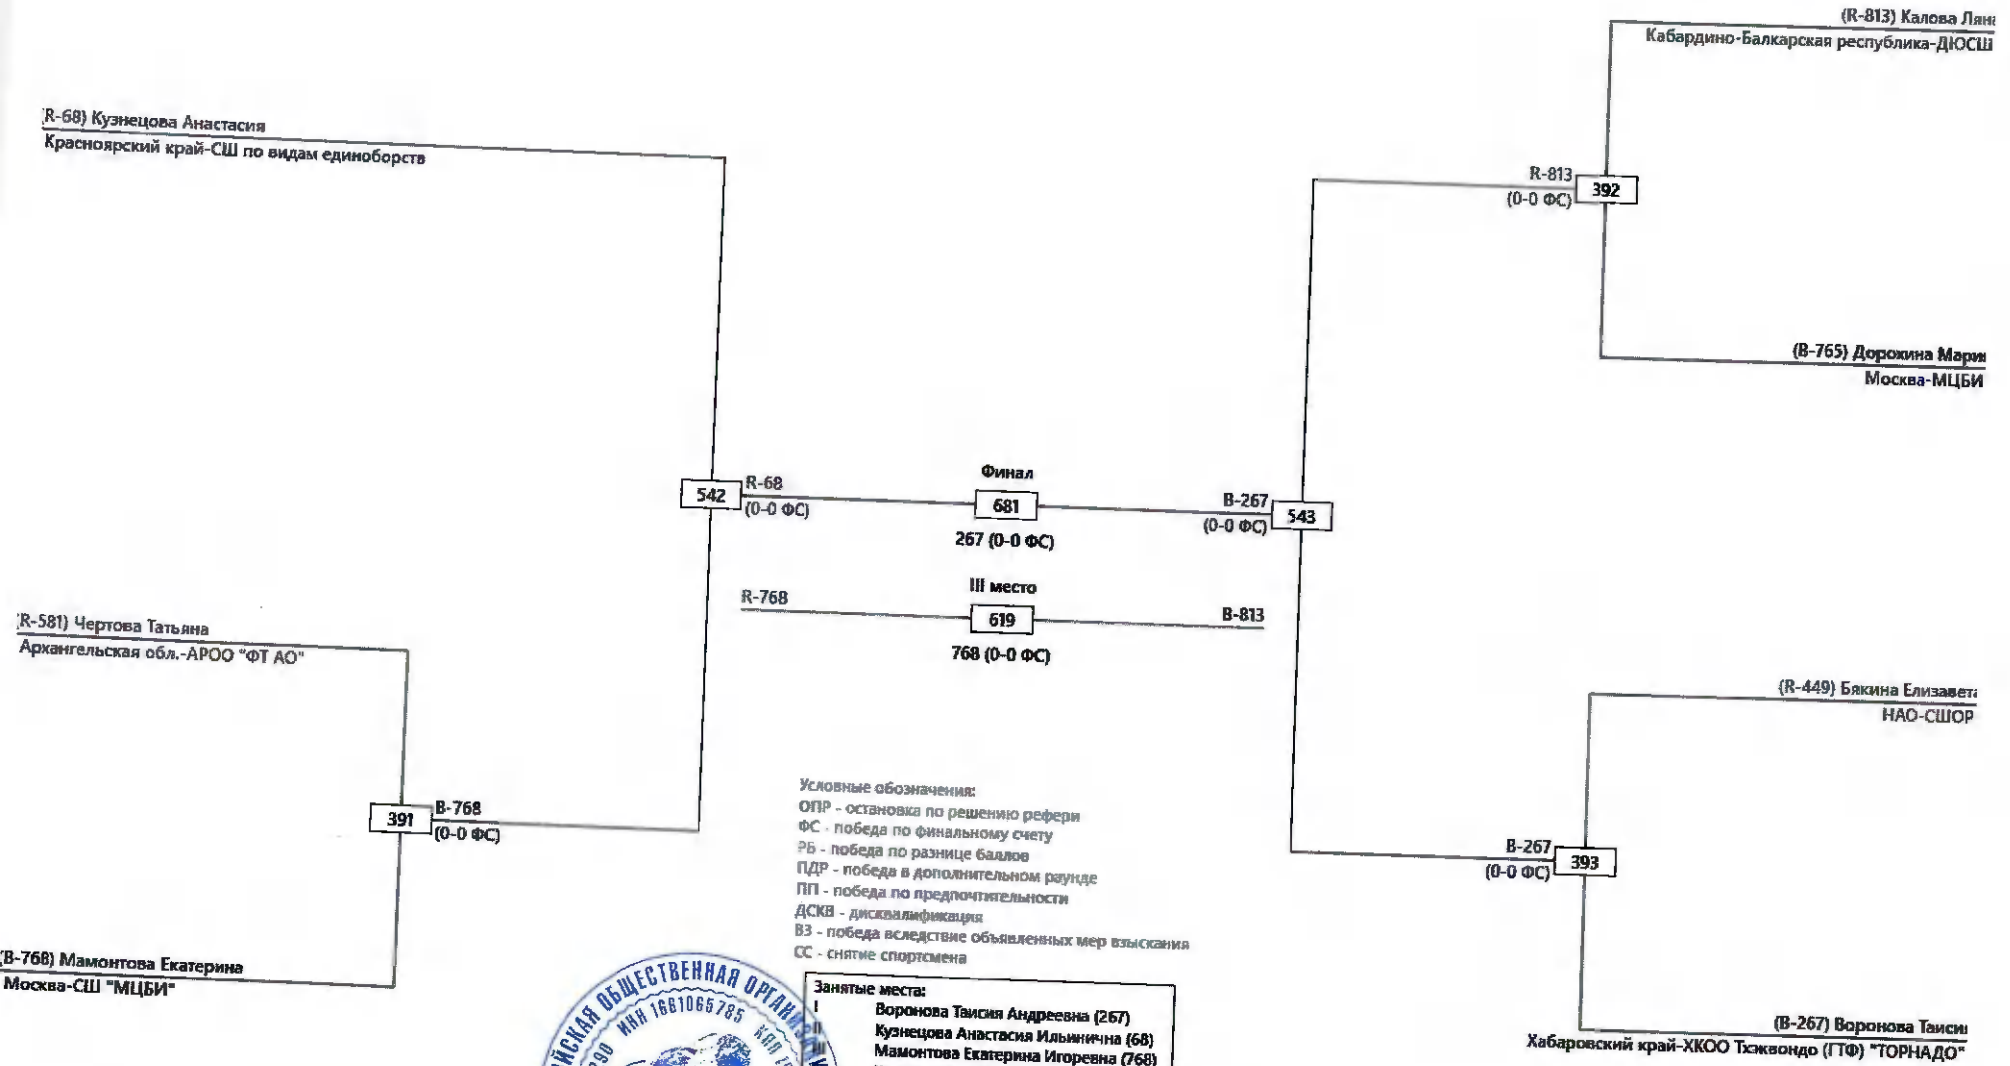 (R-813) Калова Ляна
Кабардино-Балкарская республика-ДЮСШ
R-68) Кузнецова Анастасия
Красноярский край-СШ по видам единоборств
R-813
(0-0 ФС)
392
(B-765) Дорохина Мари
Москва-МЦБИ
542
R-68
(0-0 ФС)
Финал
681
267 (0-0 ФС)
B-267
(0-0 ФС)
543
III место
R-768
619
B-813
768 (0-0 ФС)
R-581) Чертова Татьяна
Архангельская обл.-АРОО "ФТ АО"
391
B-768
(0-0 ФС)
(B-768) Мамонтова Екатерина
Москва-СШ "МЦБИ"
(R-449) Бякина Елизавета
НАО-СШОР
B-267
(0-0 ФС)
393
(B-267) Воронова Таиси
Хабаровский край-ХКОО Тхэквондо (ГТФ) "ТОРНАДО"
Условные обозначения:
ОПР - остановка по решению рефери
ФС - победа по финальному счету
РБ - победа по разнице баллов
ПДР - победа в дополнительном раунде
ПП - победа по предпочтительности
ДСКВ - дисквалификация
ВЗ - победа вследствие объявленных мер взыскания
СС - снятие спортсмена
Занятые места:
I Воронова Таисия Андреевна (267)
II Кузнецова Анастасия Ильинична (68)
III Мамонтова Екатерина Игоревна (768)
ОБЩЕСТВЕННАЯ
ИНН 1661065785 КПП